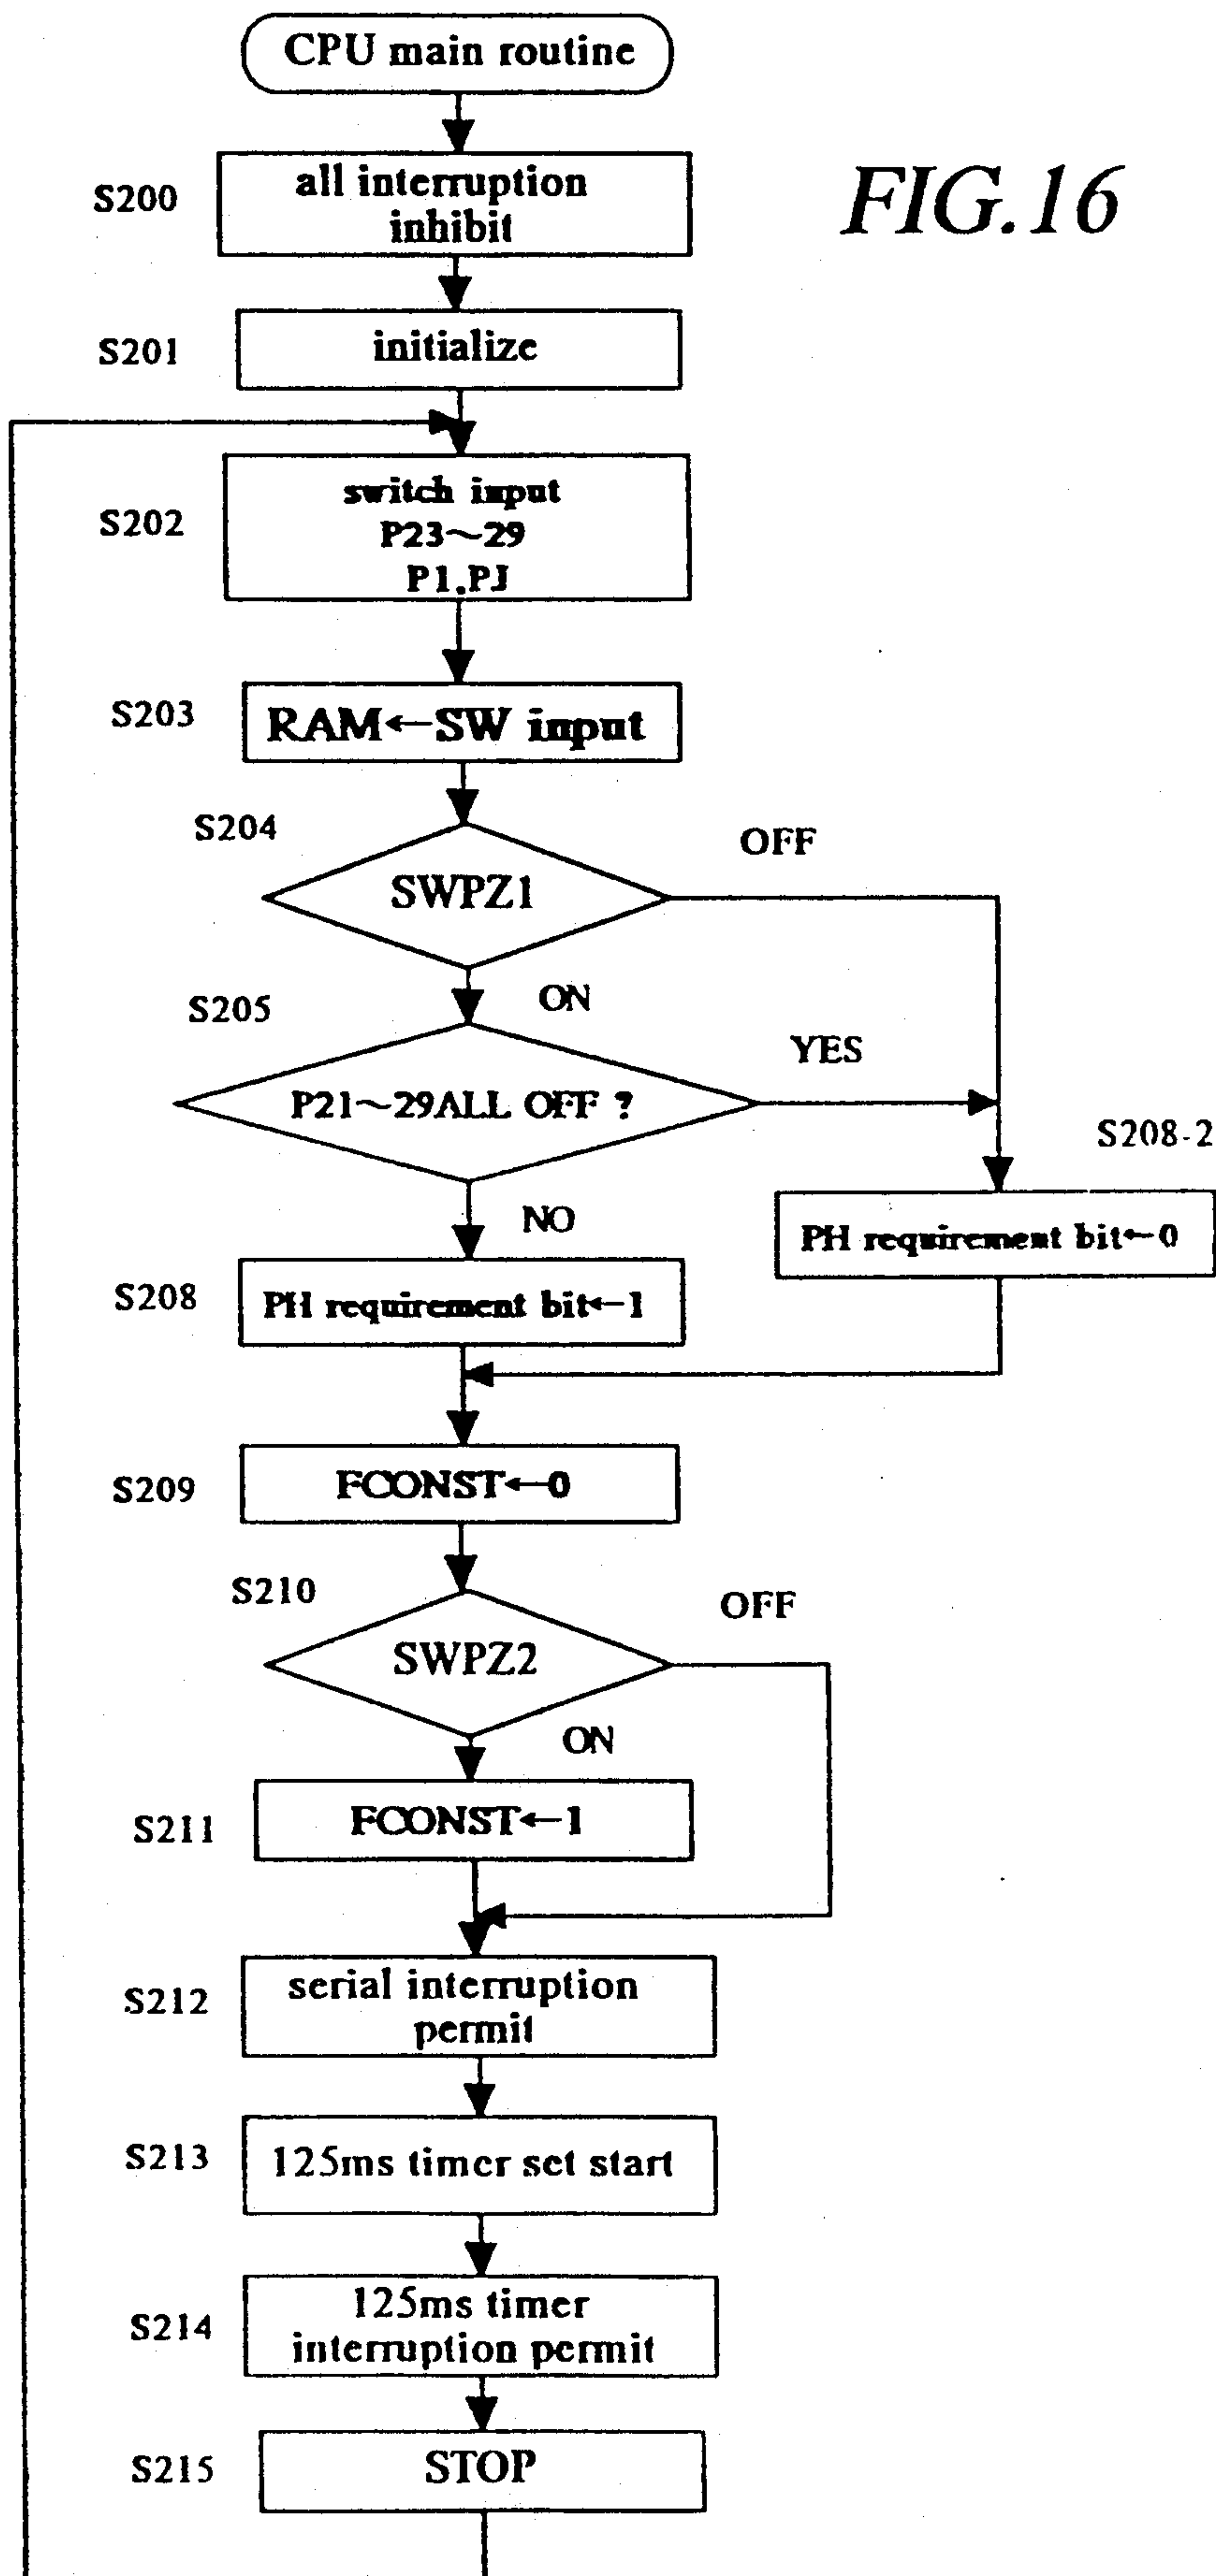 CPU main routine
FIG.16
S200
all interruption
inhibit
S201
initialize
S202
switch input
P23~29
P1.PJ
S203
RAM←SW input
S204
SWPZ1
OFF
ON
S205
P21~29ALL OFF ?
YES
NO
S208-2
PH requirement bit←0
S208
PH requirement bit←1
S209
FCONST←0
S210
SWPZ2
OFF
ON
S211
FCONST←1
S212
serial interruption
permit
S213
125ms timer set start
S214
125ms timer
interruption permit
S215
STOP